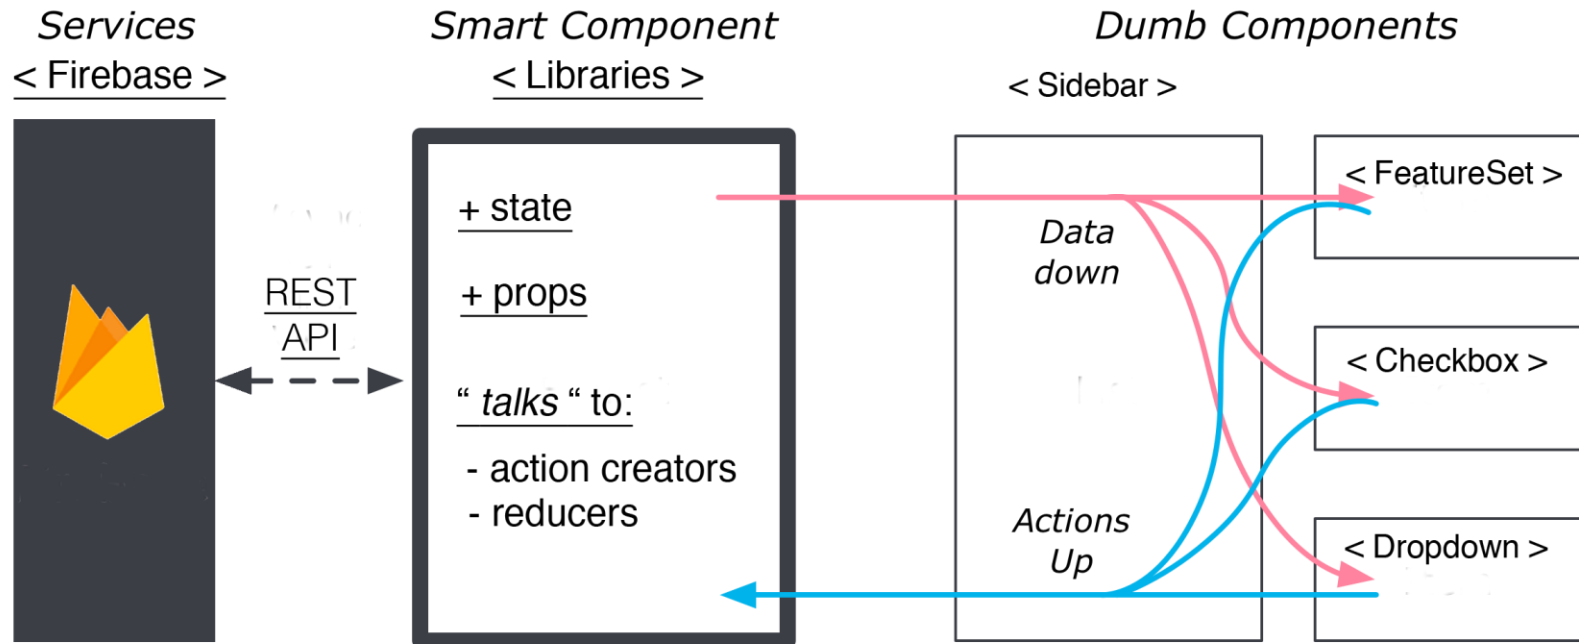 Services
< Firebase >
REST
API
Smart Component
< Libraries >
+ state
+ props
“ talks “ to:
- action creators
- reducers
Dumb Components
< Sidebar >
Data
down
Actions
Up
< FeatureSet >
< Checkbox >
< Dropdown >